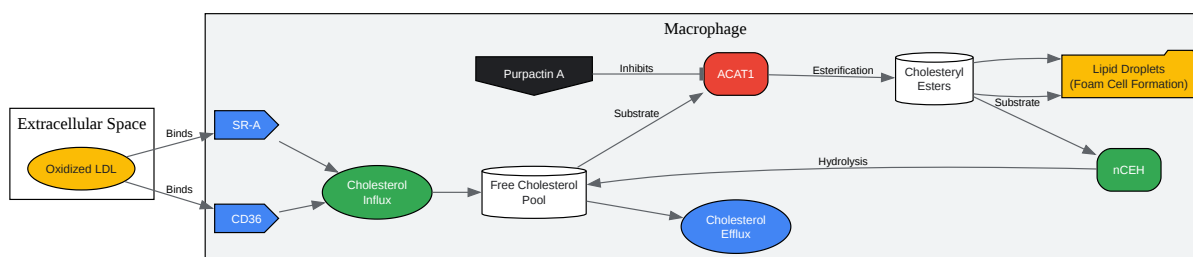 Macrophage
Extracellular Space
Oxidized LDL
Binds
Binds
SR-A
CD36
Cholesterol
Influx
Free Cholesterol
Pool
Purpactin A
Inhibits
Substrate
ACAT1
Esterification
Cholesteryl
Esters
Lipid Droplets
(Foam Cell Formation)
Substrate
nCEH
Hydrolysis
Cholesterol
Efflux